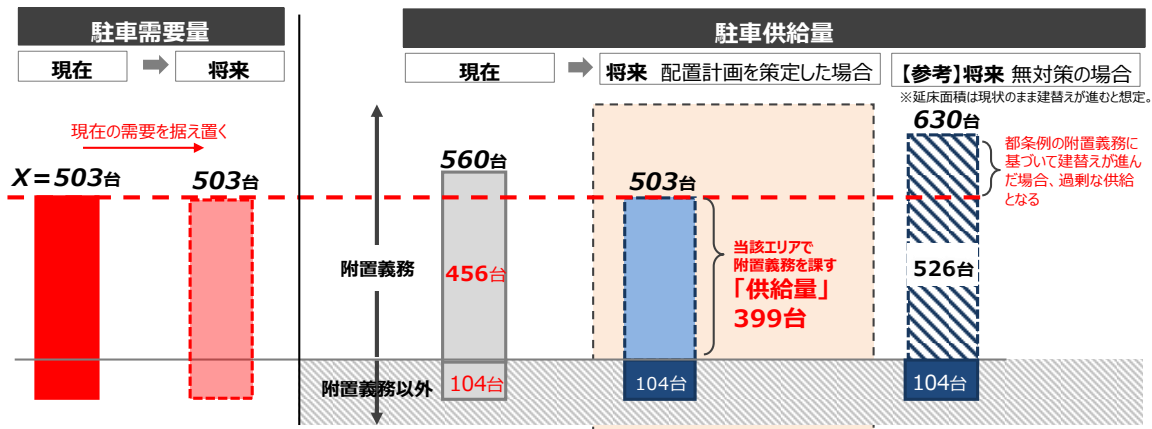 駐車需要量
現在
将来
現在の需要を据え置く
X=503台
503台
駐車供給量
現在
将来 配置計画を策定した場合
【参考】将来 無対策の場合
※延床面積は現状のまま建替えが進むと想定。
附置義務
附置義務以外
560台
456台
104台
503台
当該エリアで
附置義務を課す
「供給量」
399台
104台
630台
都条例の附置義務に
基づいて建替えが進ん
だ場合、過剰な供給
となる
526台
104台